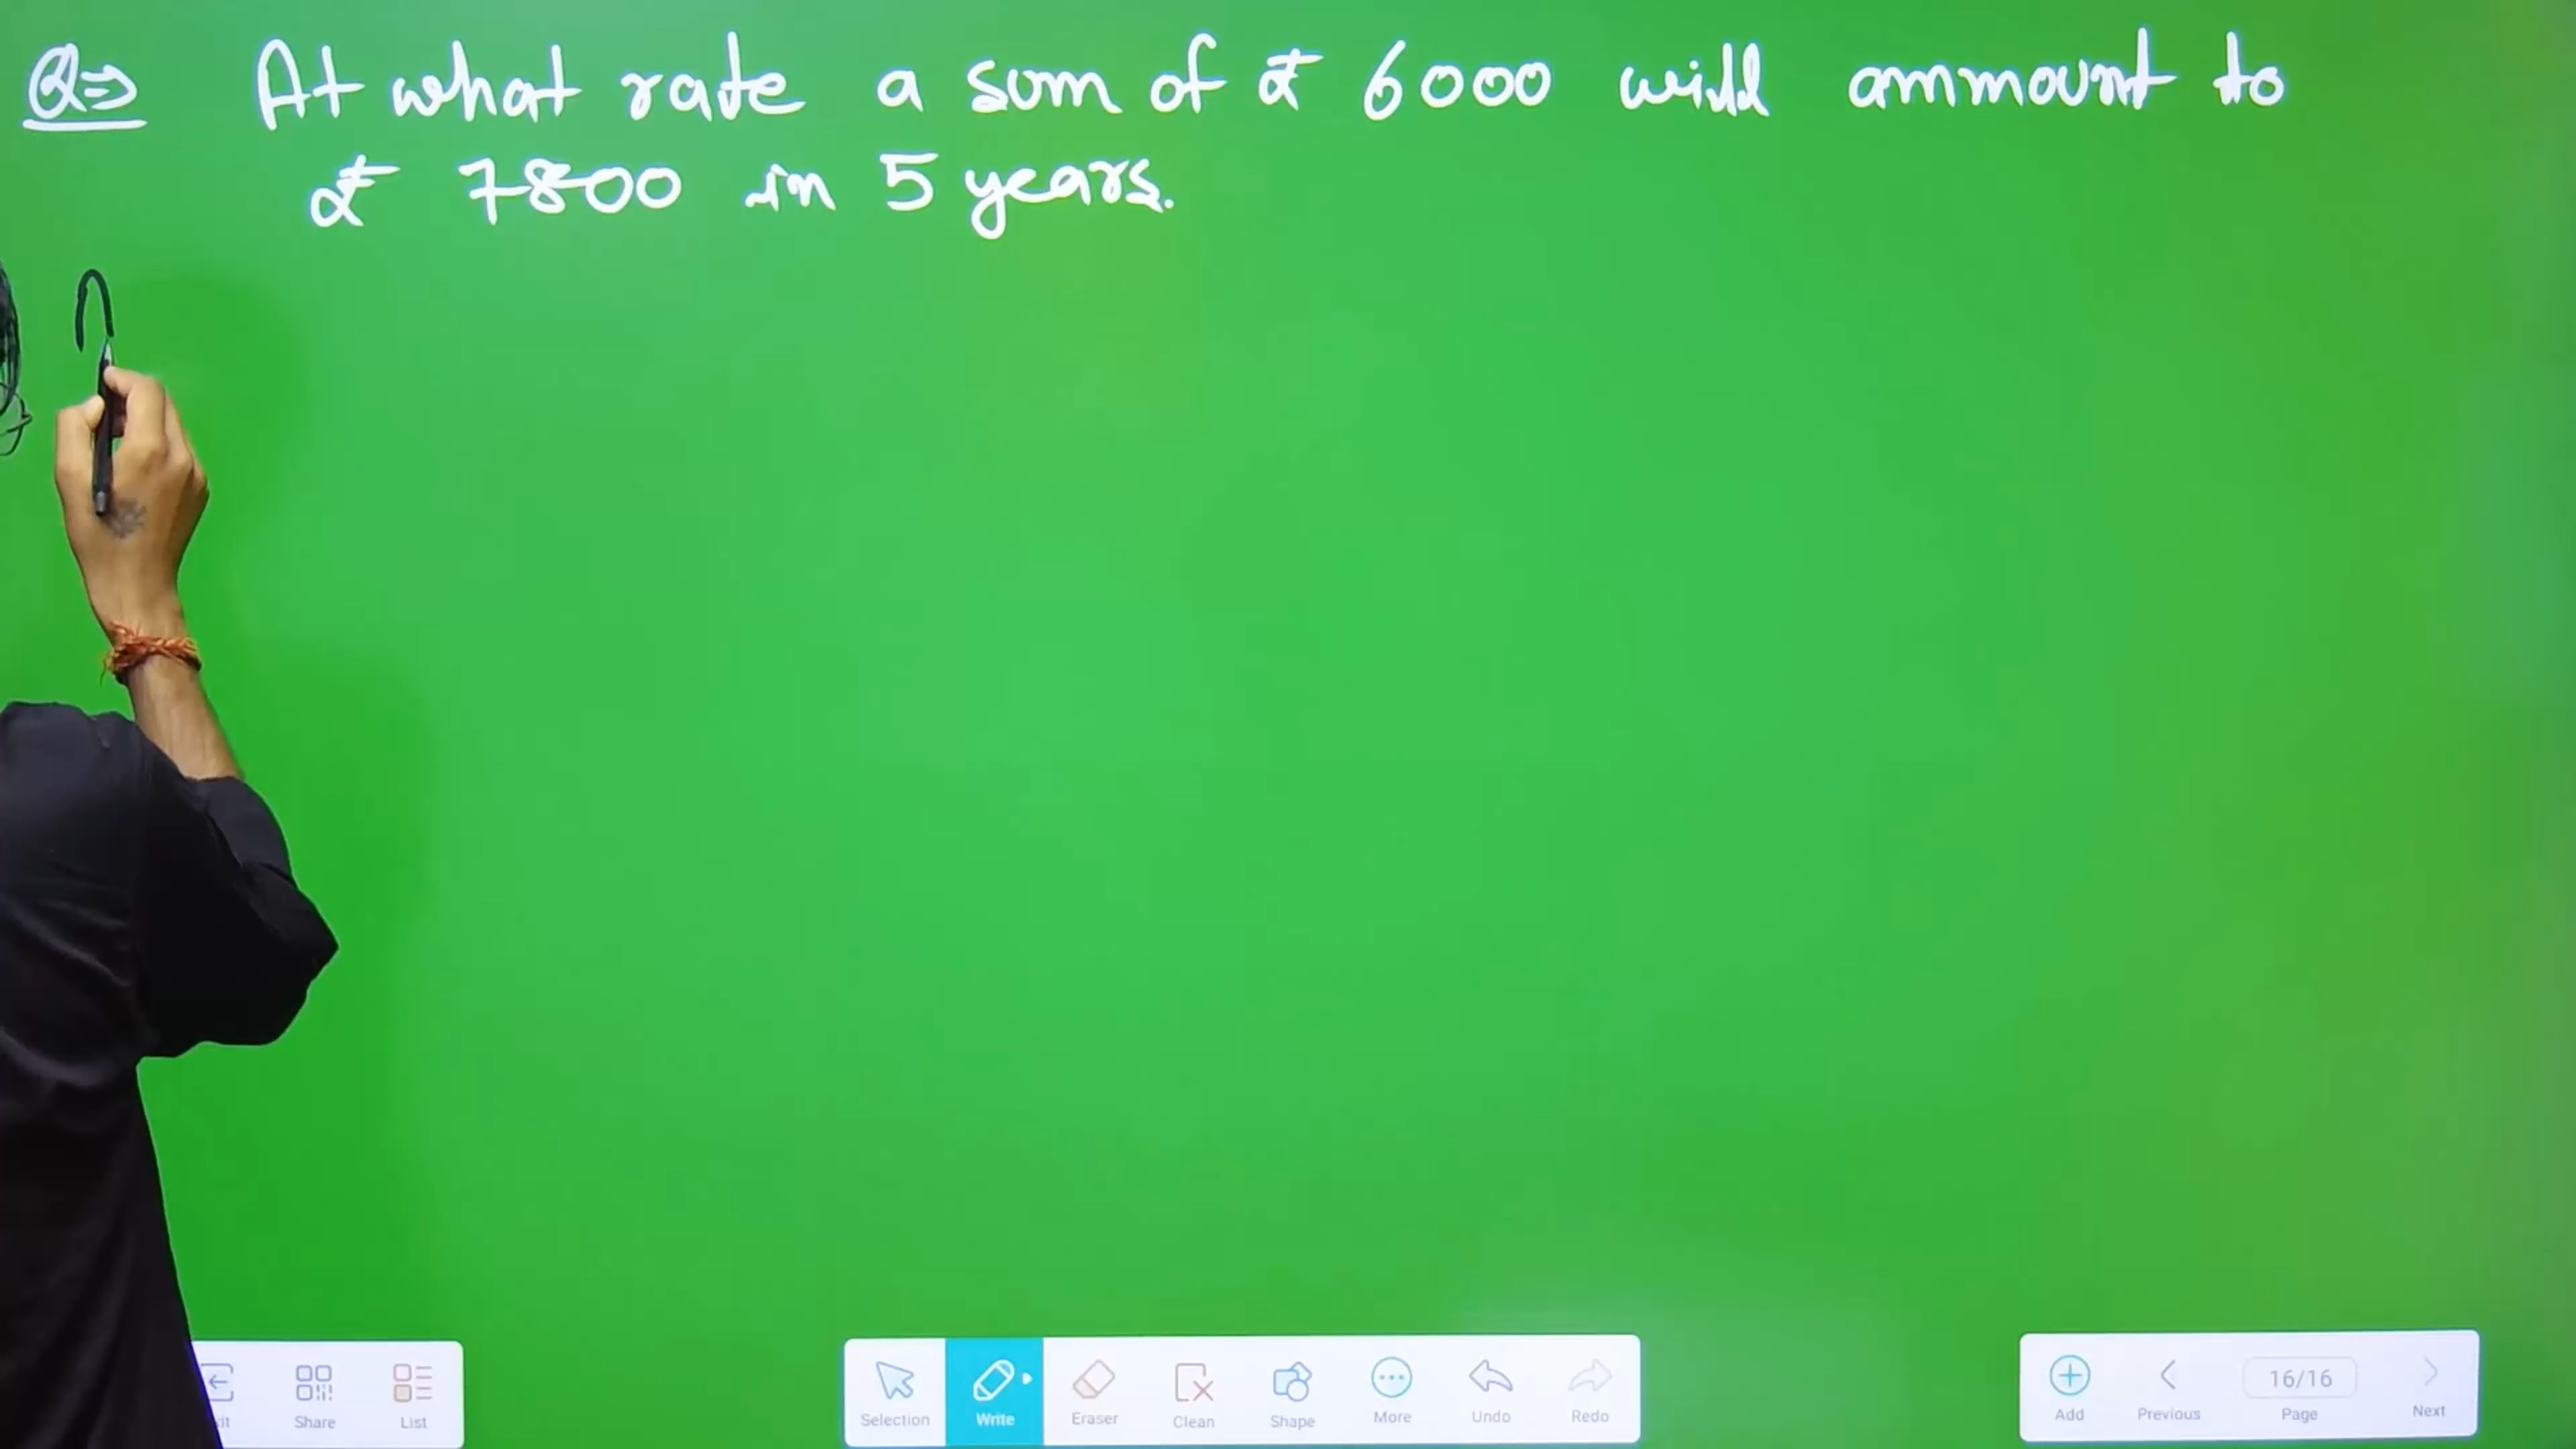 Q⇒ At what rate a sum of ₹ 6000 will ammount to
₹ 7800 in 5 years.
Share
List
Selection
Write
Eraser
Clean
Shape
More
Undo
Redo
Add
Previous
16/16
Page
Next